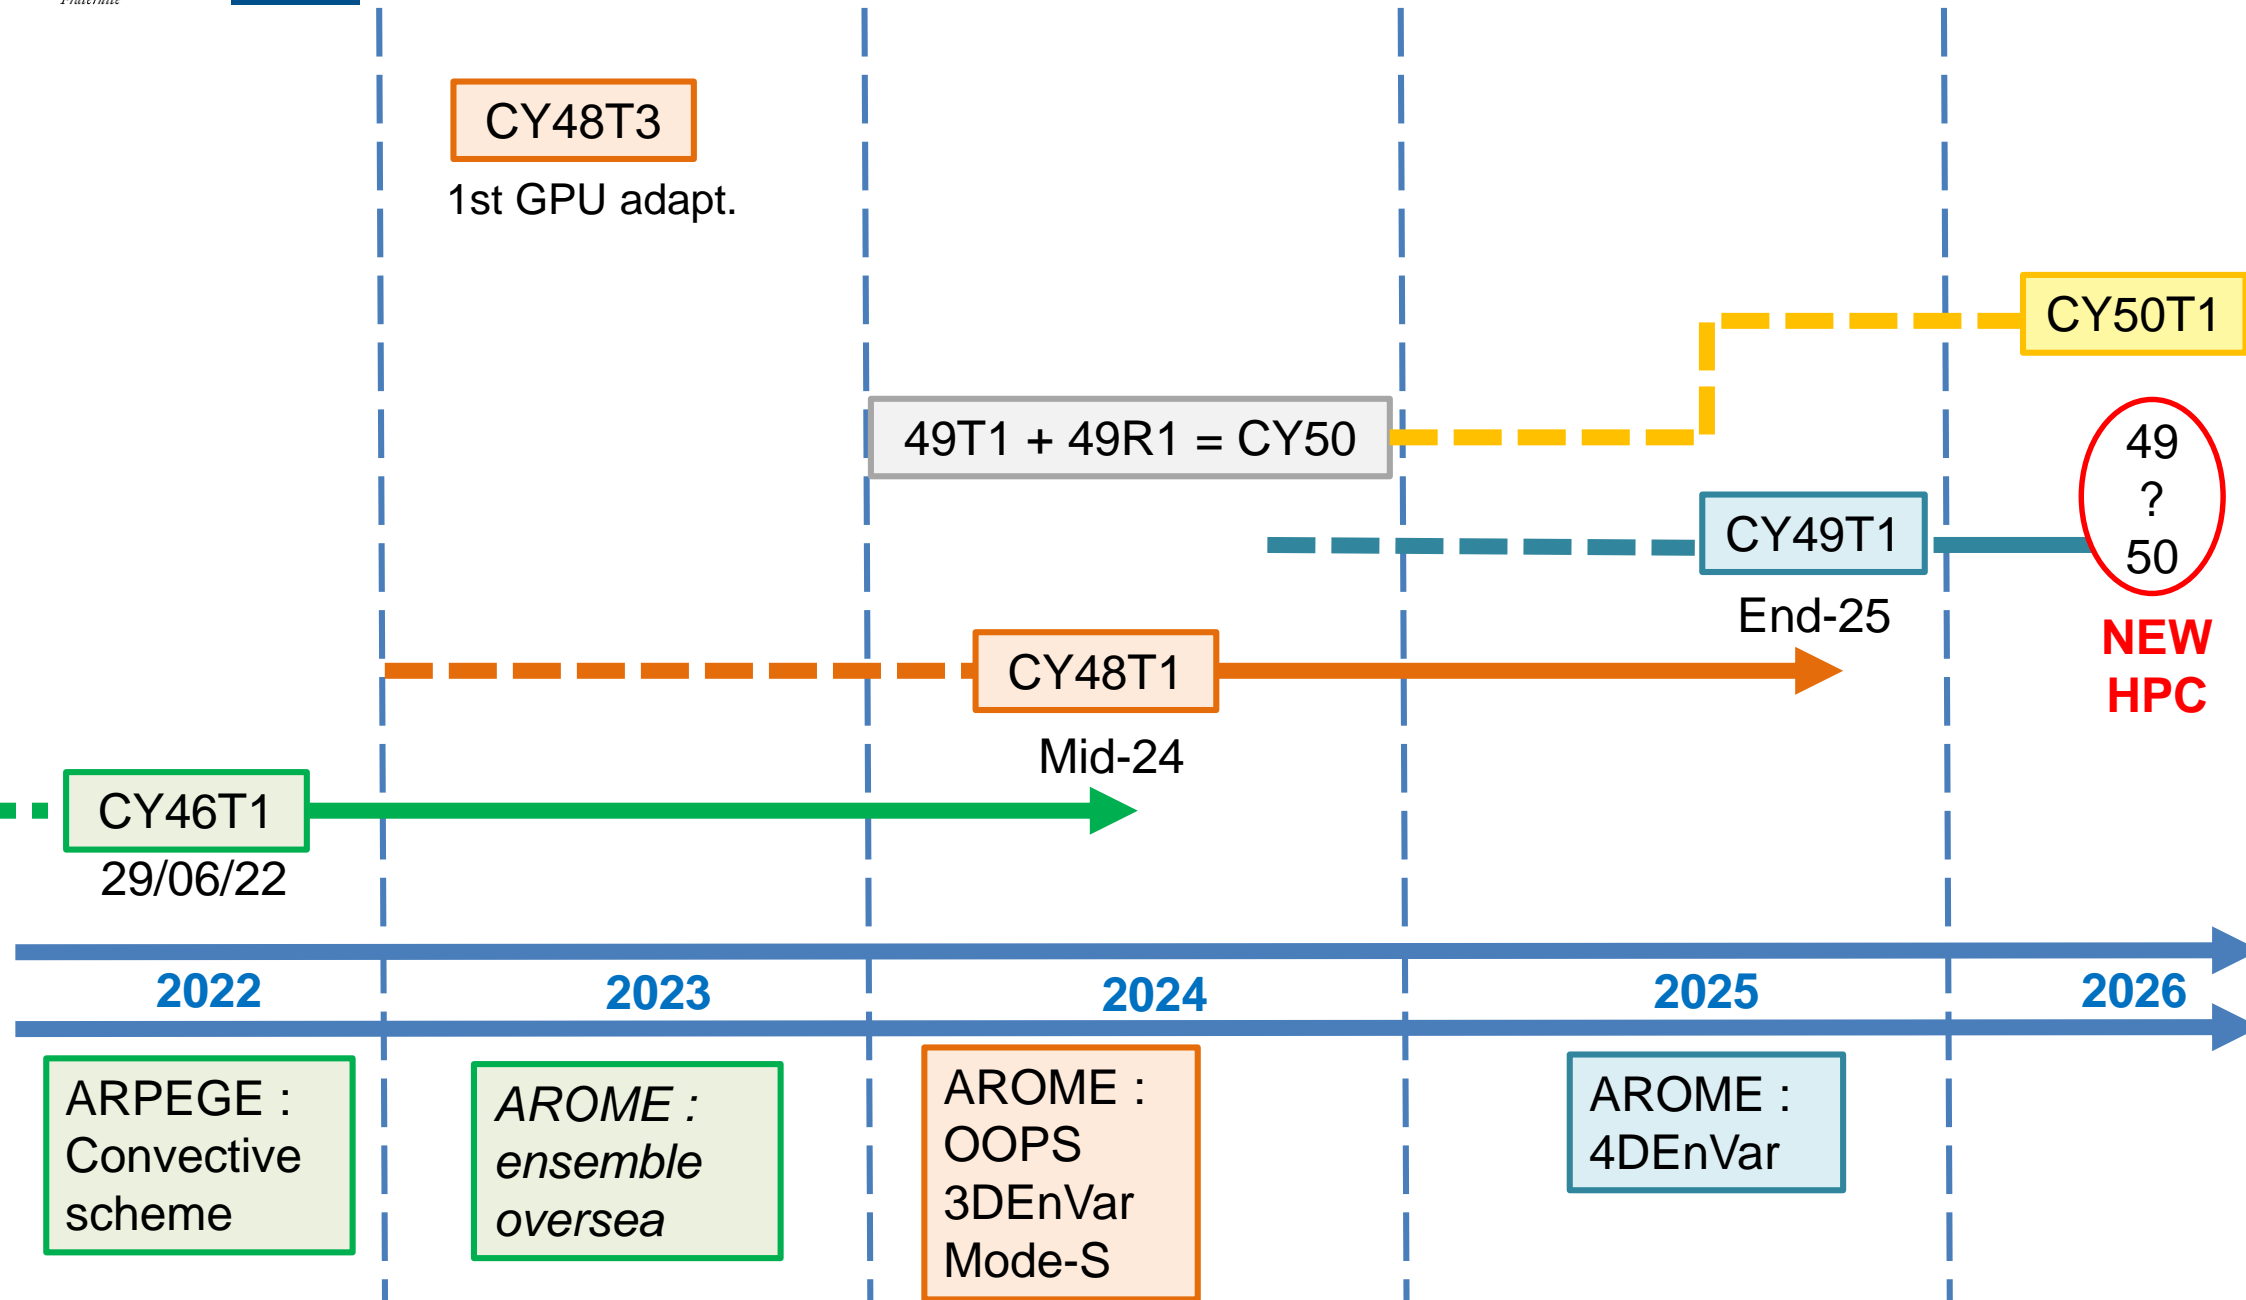 Fraternité
CY48T3
1st GPU adapt.
CY50T1
49T1 + 49R1 = CY50
49
?
50
CY49T1
End-25
NEW
HPC
CY48T1
Mid-24
CY46T1
29/06/22
2022
2023
2024
2025
2026
ARPEGE :
Convective
scheme
AROME :
ensemble
oversea
AROME :
OOPS
3DEnVar
Mode-S
AROME :
4DEnVar